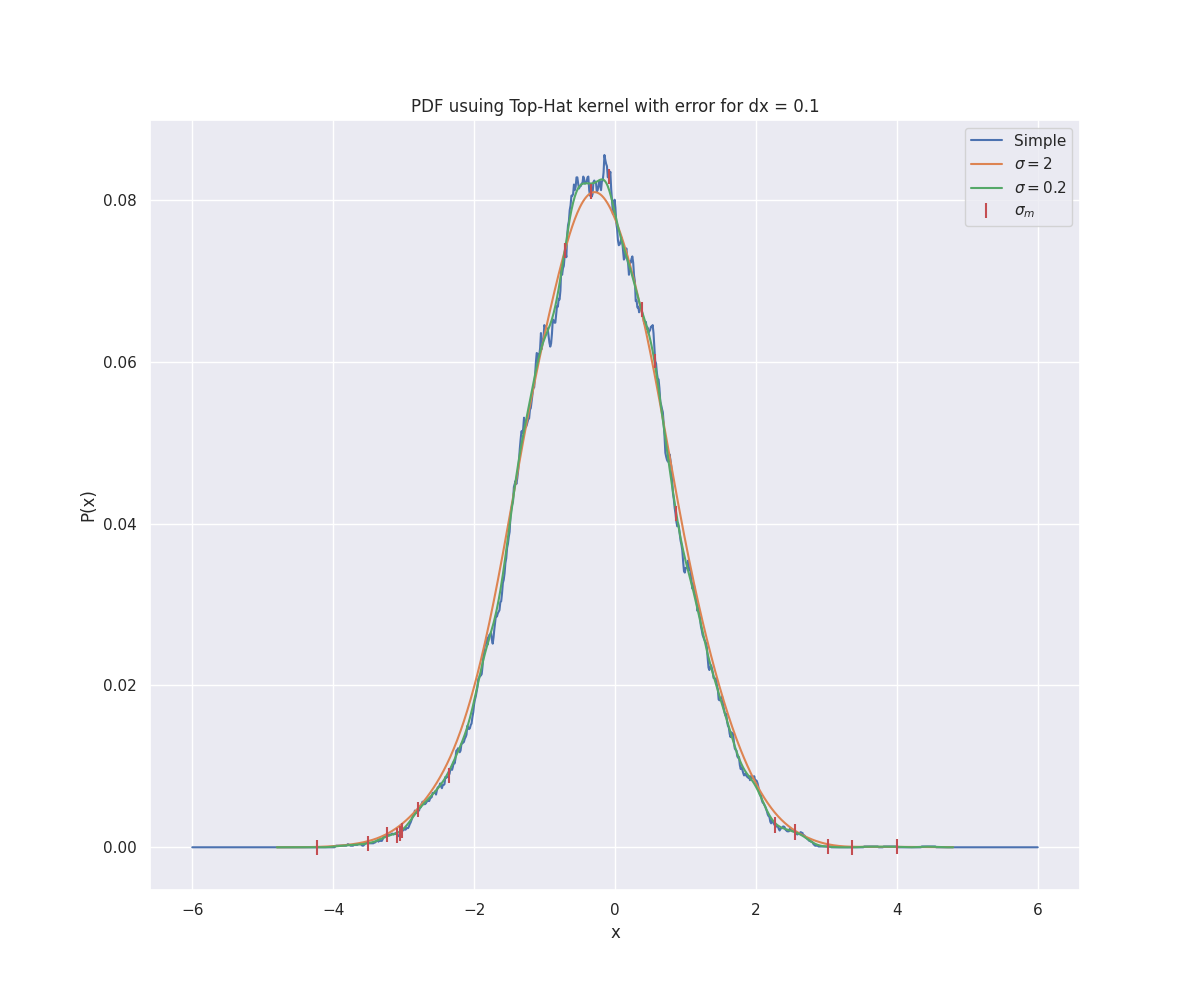 PDF usuing Top-Hat kernel with error for dx = 0.1
Simple
σ = 2
σ = 0.2
σm
P(x)
0.08
0.06
0.04
0.02
0.00
−6 −4 −2 0 2 4 6
x